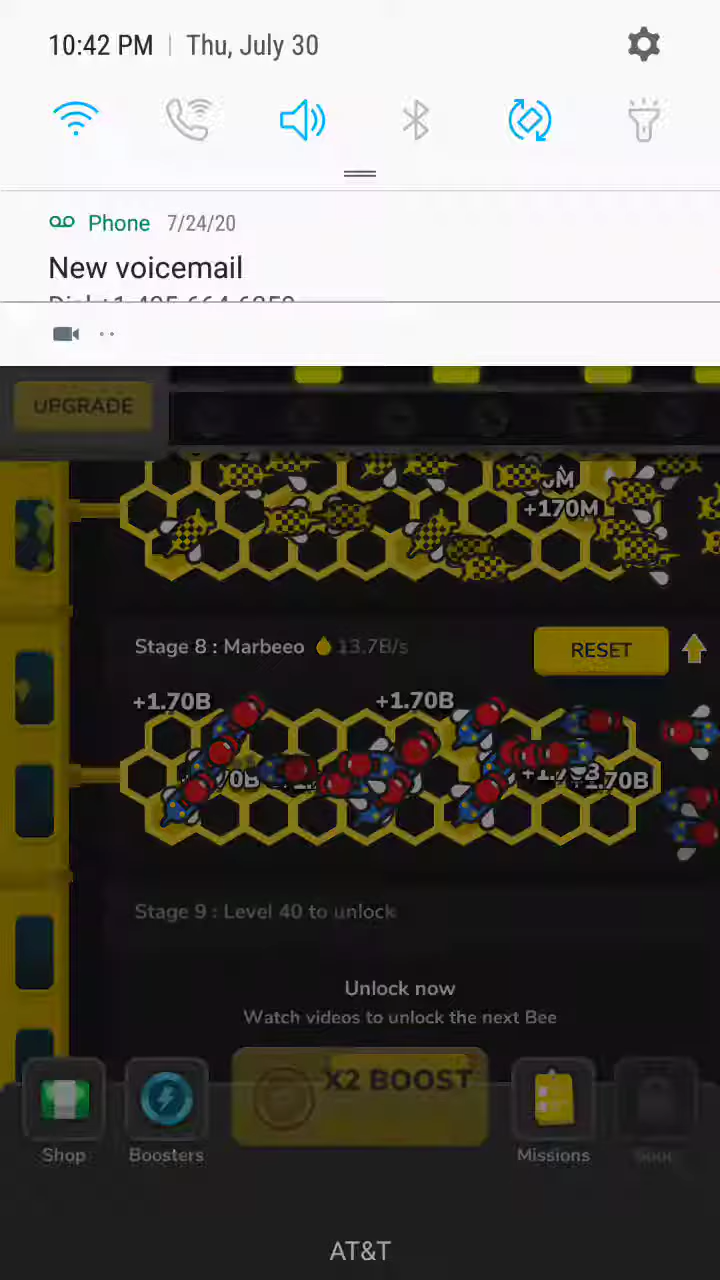 10:42 PM | Thu, July 30
Phone 7/24/20
New voicemail
UPGRADE
+170M
Stage 8 : Marbeeo 13.7B/s
RESET
+1.70B +1.70B
1.70B
Stage 9 : Level 40 to unlock
Unlock now
Watch videos to unlock the next Bee
X2 BOOST
Shop Boosters Missions
AT&T